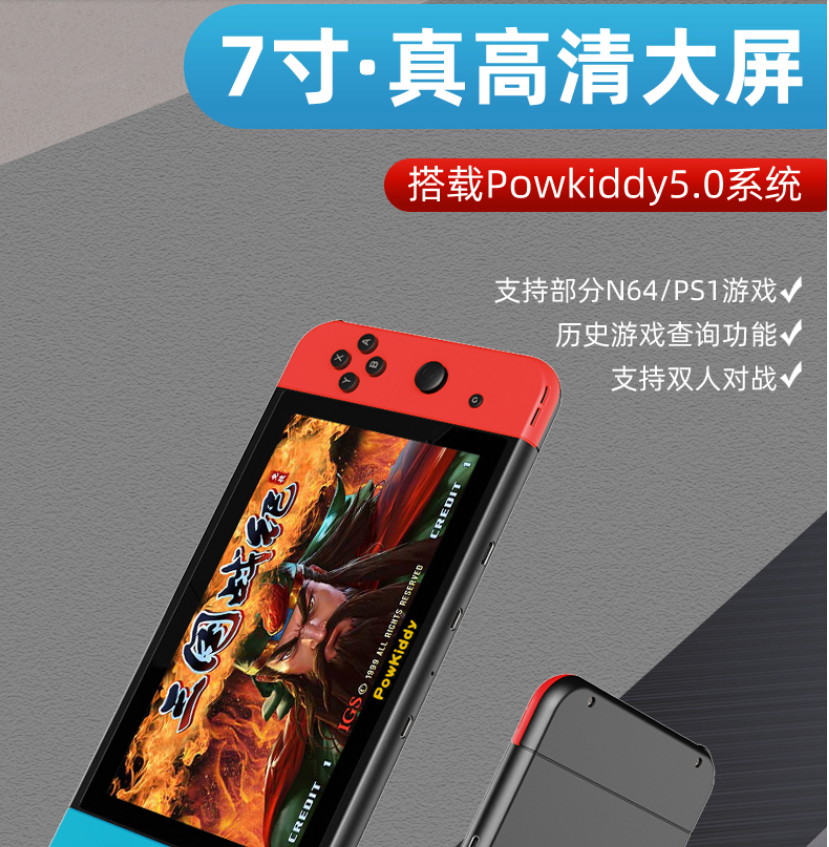 7寸·真高清大屏
搭载Powkiddy5.0系统
支持部分N64/PS1游戏✓
历史游戏查询功能✓
支持双人对战✓
A
X
B
Y
C
三国战纪
CREDIT 1
IGS © 1999 ALL RIGHTS RESERVED
PowKiddy
CREDIT 1